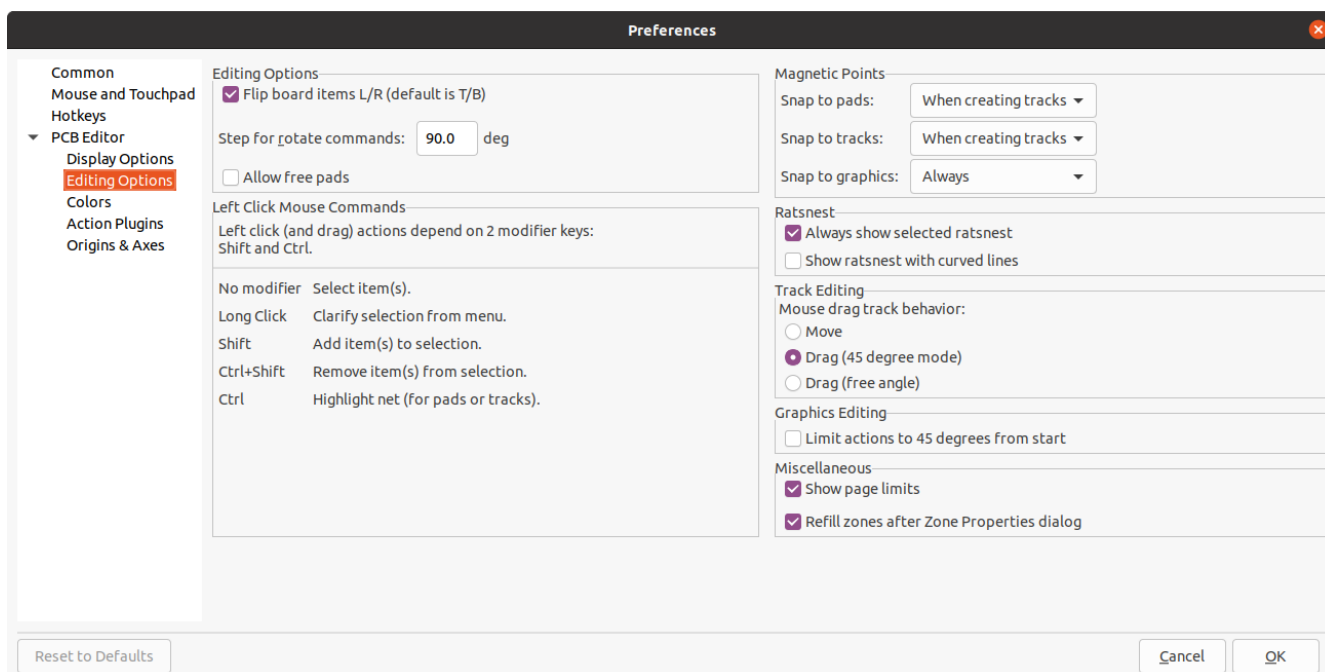 Preferences
Common
Mouse and Touchpad
Hotkeys
PCB Editor
Display Options
Editing Options
Colors
Action Plugins
Origins & Axes
Editing Options
Flip board items L/R (default is T/B)
Step for rotate commands: 90.0 deg
Allow free pads
Left Click Mouse Commands
Left click (and drag) actions depend on 2 modifier keys:
Shift and Ctrl.
No modifier Select item(s).
Long Click Clarify selection from menu.
Shift Add item(s) to selection.
Ctrl+Shift Remove item(s) from selection.
Ctrl Highlight net (for pads or tracks).
Magnetic Points
Snap to pads: When creating tracks
Snap to tracks: When creating tracks
Snap to graphics: Always
Ratsnest
Always show selected ratsnest
Show ratsnest with curved lines
Track Editing
Mouse drag track behavior:
Move
Drag (45 degree mode)
Drag (free angle)
Graphics Editing
Limit actions to 45 degrees from start
Miscellaneous
Show page limits
Refill zones after Zone Properties dialog
Reset to Defaults
Cancel
OK